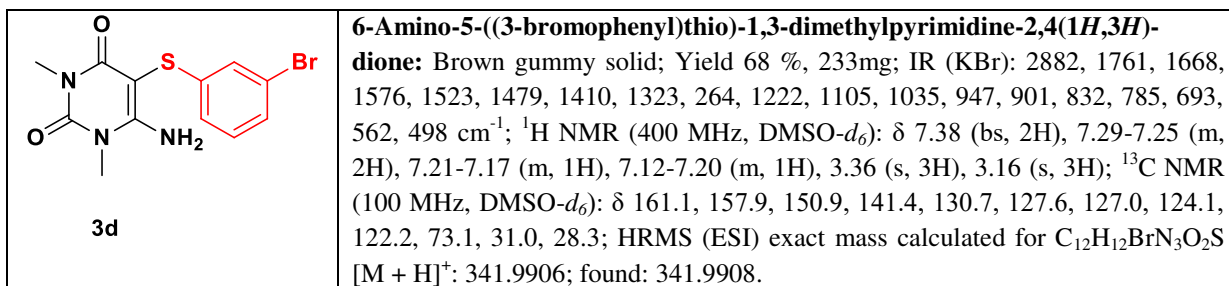 O
S
Br
N
O
N
NH2
3d
6-Amino-5-((3-bromophenyl)thio)-1,3-dimethylpyrimidine-2,4(1H,3H)-
dione: Brown gummy solid; Yield 68 %, 233mg; IR (KBr): 2882, 1761, 1668,
1576, 1523, 1479, 1410, 1323, 264, 1222, 1105, 1035, 947, 901, 832, 785, 693,
562, 498 cm⁻¹; ¹H NMR (400 MHz, DMSO-d₆): δ 7.38 (bs, 2H), 7.29-7.25 (m,
2H), 7.21-7.17 (m, 1H), 7.12-7.20 (m, 1H), 3.36 (s, 3H), 3.16 (s, 3H); ¹³C NMR
(100 MHz, DMSO-d₆): δ 161.1, 157.9, 150.9, 141.4, 130.7, 127.6, 127.0, 124.1,
122.2, 73.1, 31.0, 28.3; HRMS (ESI) exact mass calculated for C₁₂H₁₂BrN₃O₂S
[M + H]⁺: 341.9906; found: 341.9908.